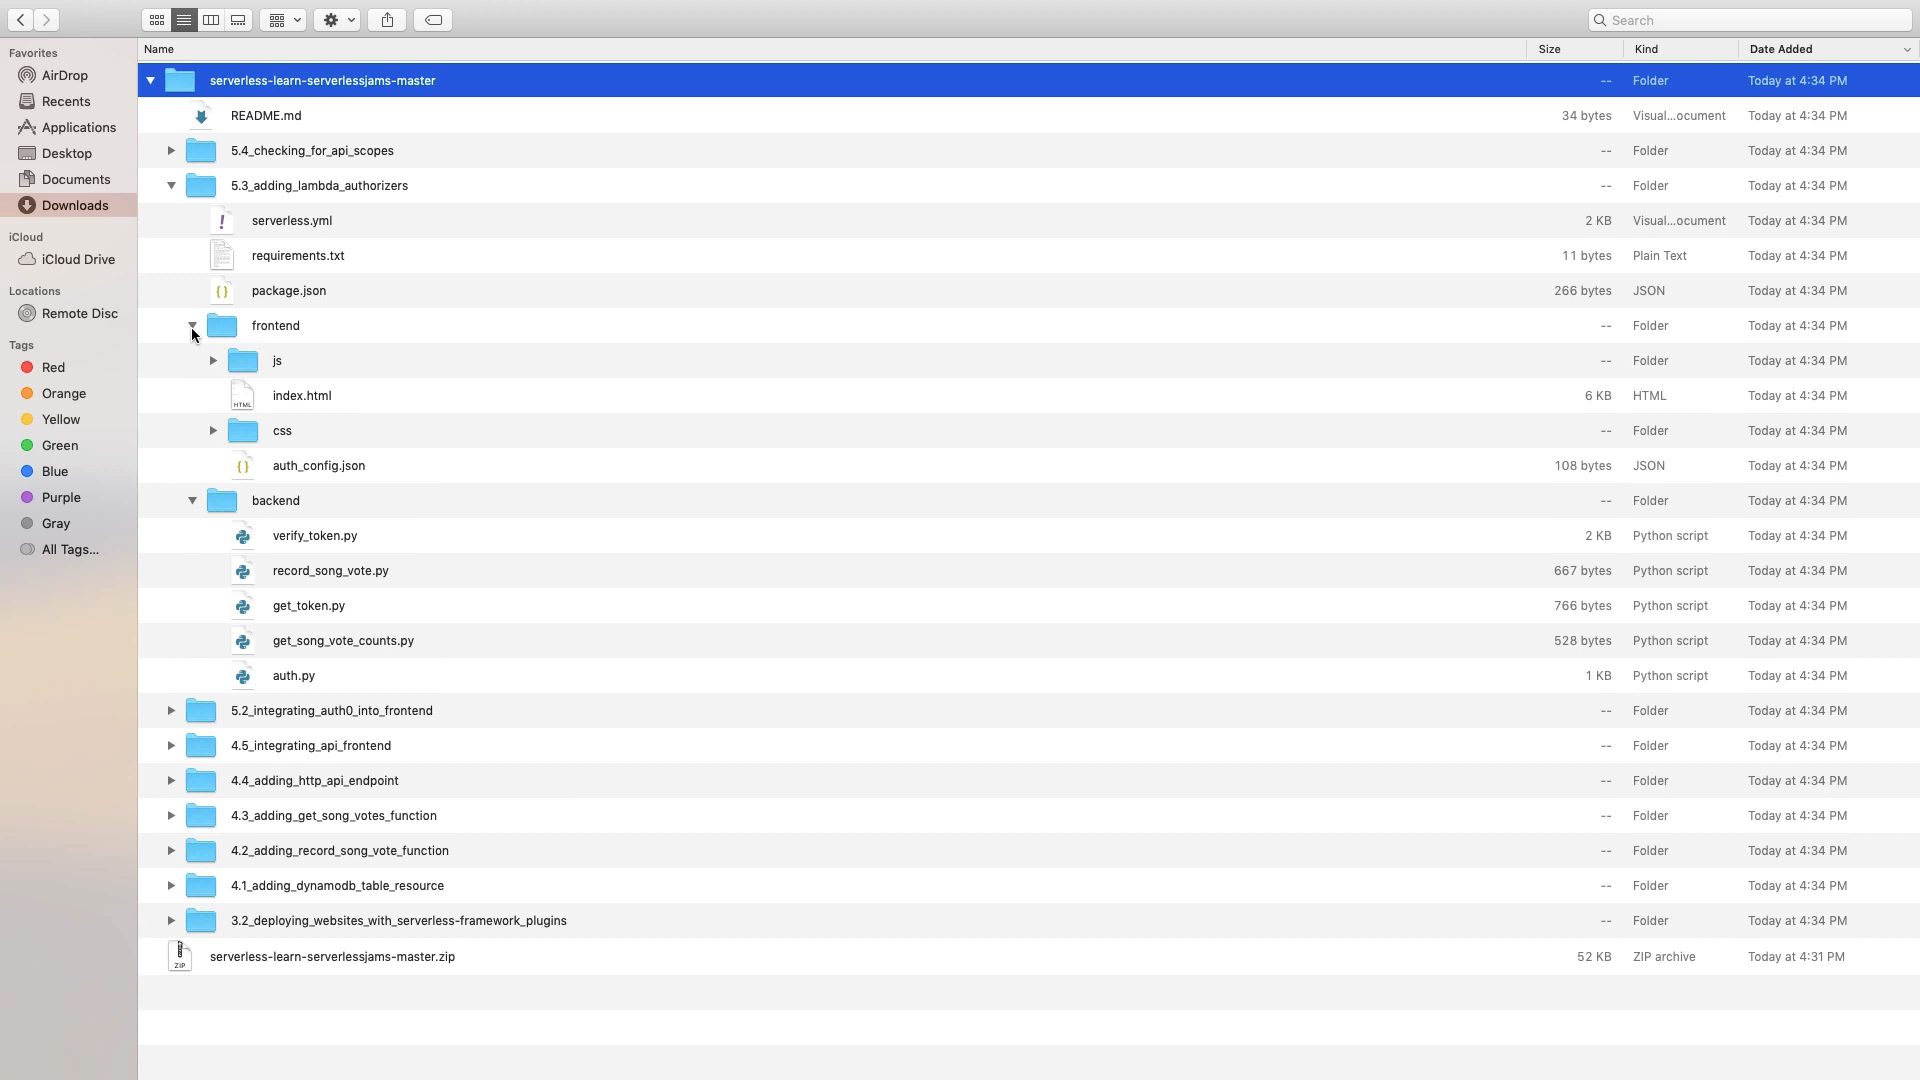 Search
Favorites
AirDrop
Recents
Applications
Desktop
Documents
Downloads
iCloud
iCloud Drive
Locations
Remote Disc
Tags
Red
Orange
Yellow
Green
Blue
Purple
Gray
All Tags...
Name Size Kind Date Added
serverless-learn-serverlessjams-master -- Folder Today at 4:34 PM
README.md 34 bytes Visual...ocument Today at 4:34 PM
5.4_checking_for_api_scopes -- Folder Today at 4:34 PM
5.3_adding_lambda_authorizers -- Folder Today at 4:34 PM
serverless.yml 2 KB Visual...ocument Today at 4:34 PM
requirements.txt 11 bytes Plain Text Today at 4:34 PM
package.json 266 bytes JSON Today at 4:34 PM
frontend -- Folder Today at 4:34 PM
js -- Folder Today at 4:34 PM
HTML index.html 6 KB HTML Today at 4:34 PM
css -- Folder Today at 4:34 PM
auth_config.json 108 bytes JSON Today at 4:34 PM
backend -- Folder Today at 4:34 PM
verify_token.py 2 KB Python script Today at 4:34 PM
record_song_vote.py 667 bytes Python script Today at 4:34 PM
get_token.py 766 bytes Python script Today at 4:34 PM
get_song_vote_counts.py 528 bytes Python script Today at 4:34 PM
auth.py 1 KB Python script Today at 4:34 PM
5.2_integrating_auth0_into_frontend -- Folder Today at 4:34 PM
4.5_integrating_api_frontend -- Folder Today at 4:34 PM
4.4_adding_http_api_endpoint -- Folder Today at 4:34 PM
4.3_adding_get_song_votes_function -- Folder Today at 4:34 PM
4.2_adding_record_song_vote_function -- Folder Today at 4:34 PM
4.1_adding_dynamodb_table_resource -- Folder Today at 4:34 PM
3.2_deploying_websites_with_serverless-framework_plugins -- Folder Today at 4:34 PM
ZIP serverless-learn-serverlessjams-master.zip 52 KB ZIP archive Today at 4:31 PM